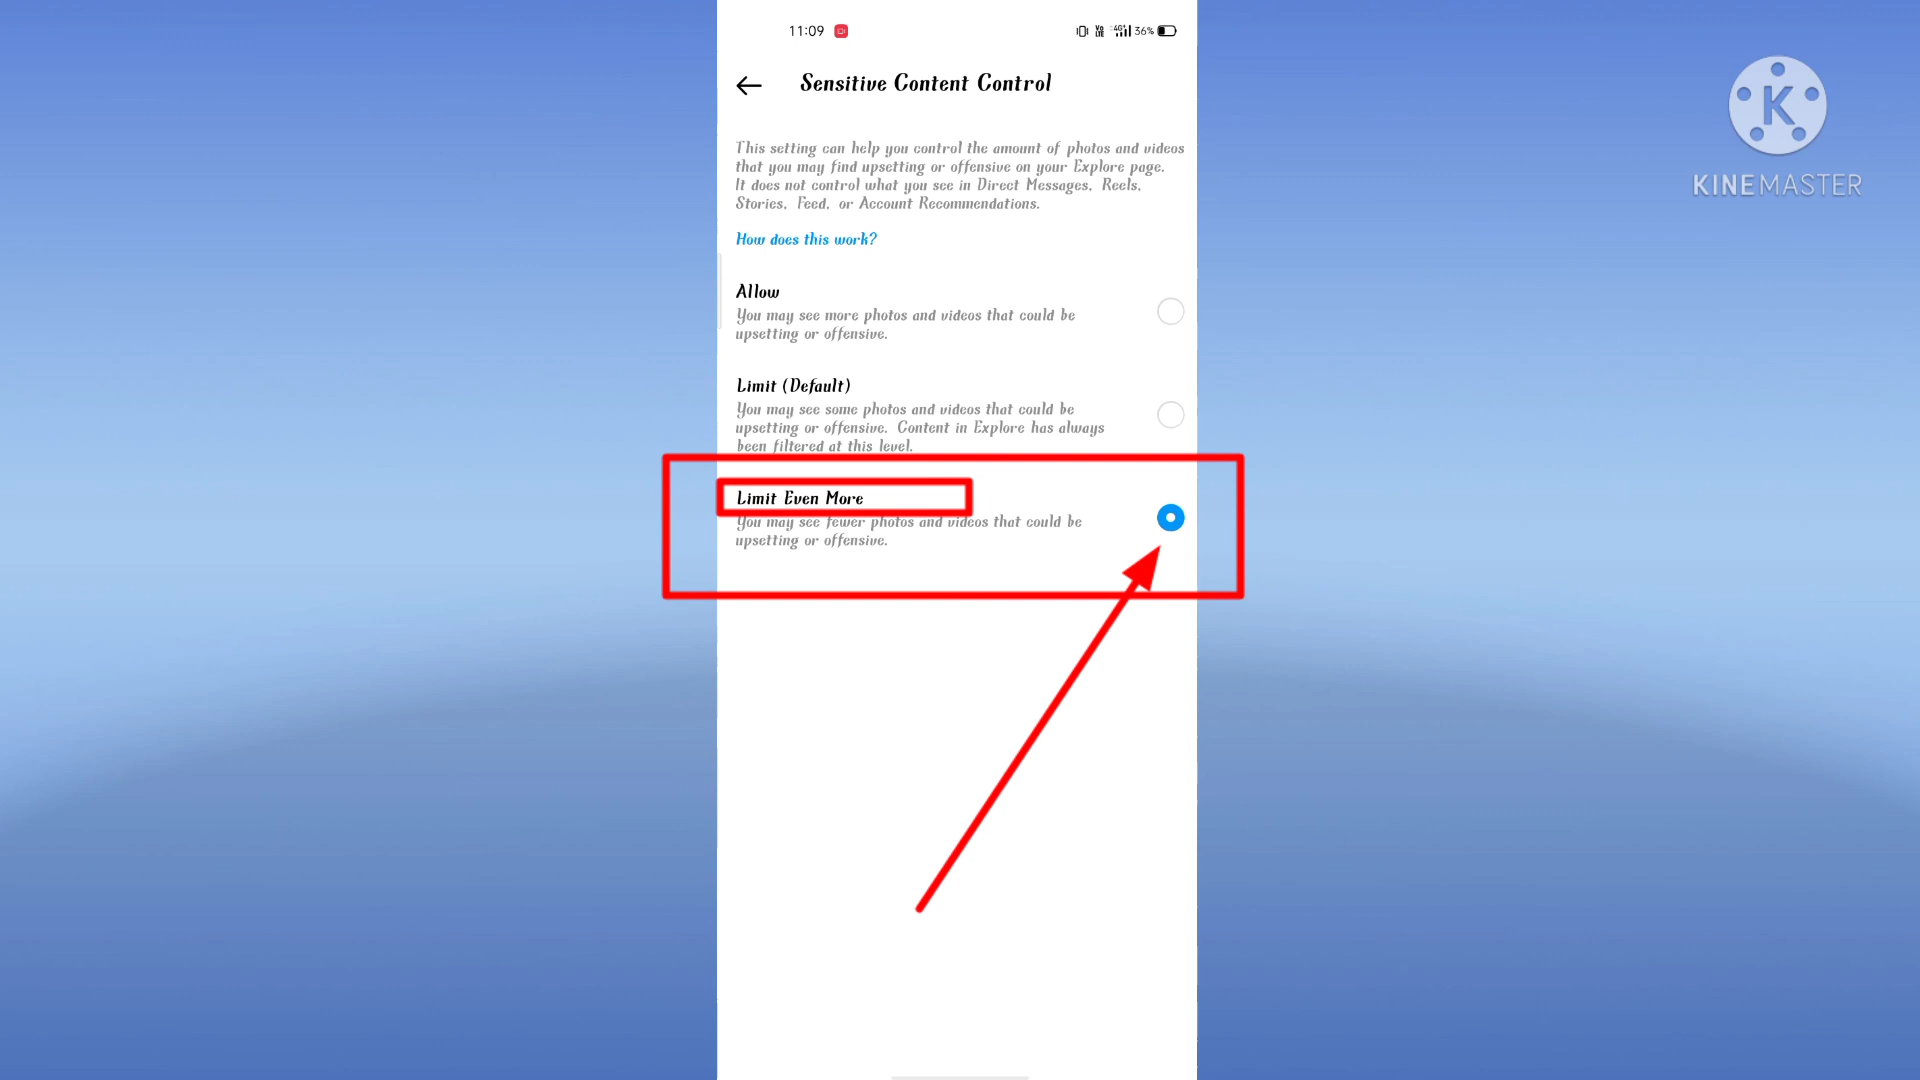 11:09
36%
Sensitive Content Control
This setting can help you control the amount of photos and videos
that you may find upsetting or offensive on your Explore page.
It does not control what you see in Direct Messages, Reels,
Stories, Feed, or Account Recommendations.
How does this work?
Allow
You may see more photos and videos that could be
upsetting or offensive.
Limit (Default)
You may see some photos and videos that could be
upsetting or offensive. Content in Explore has always
been filtered at this level.
Limit Even More
You may see fewer photos and videos that could be
upsetting or offensive.
K
KINEMASTER